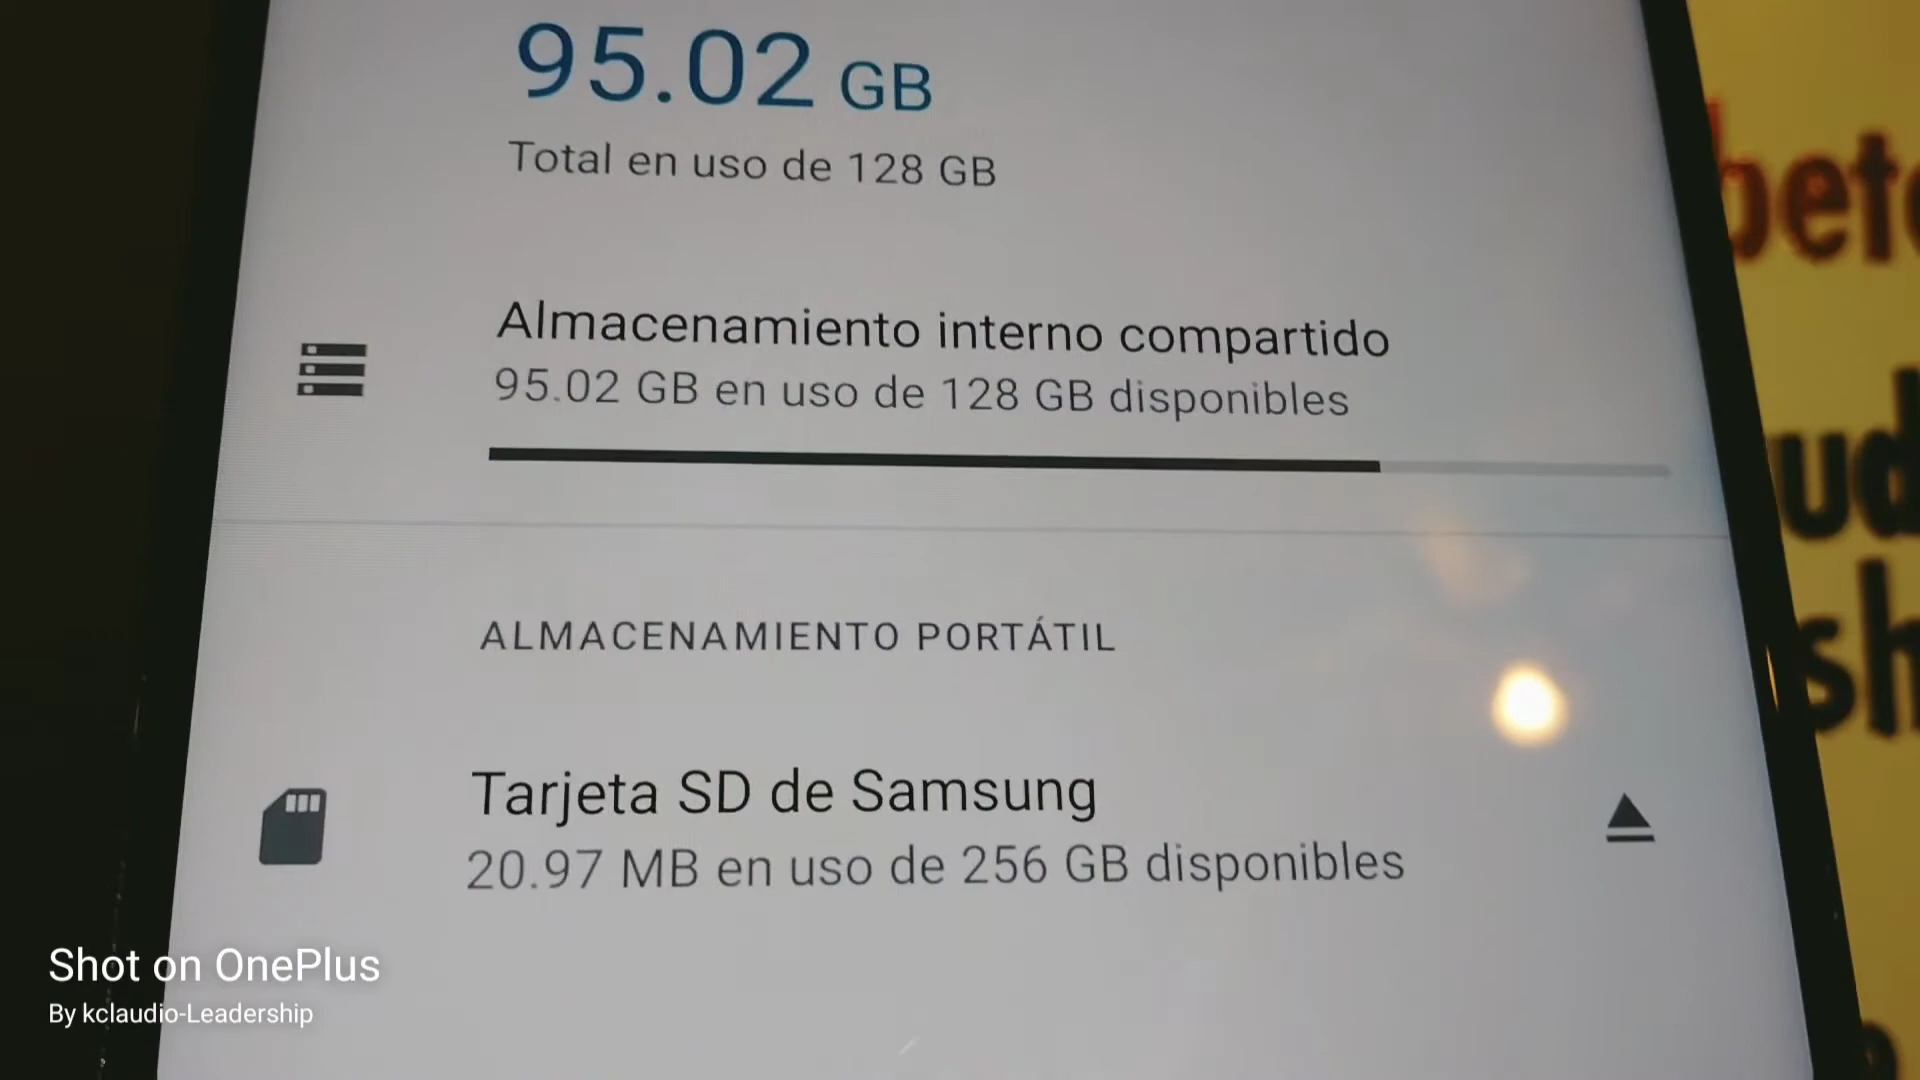 95.02 GB
Total en uso de 128 GB
Almacenamiento interno compartido
95.02 GB en uso de 128 GB disponibles
ALMACENAMIENTO PORTÁTIL
Tarjeta SD de Samsung
20.97 MB en uso de 256 GB disponibles
Shot on OnePlus
By kclaudio-Leadership